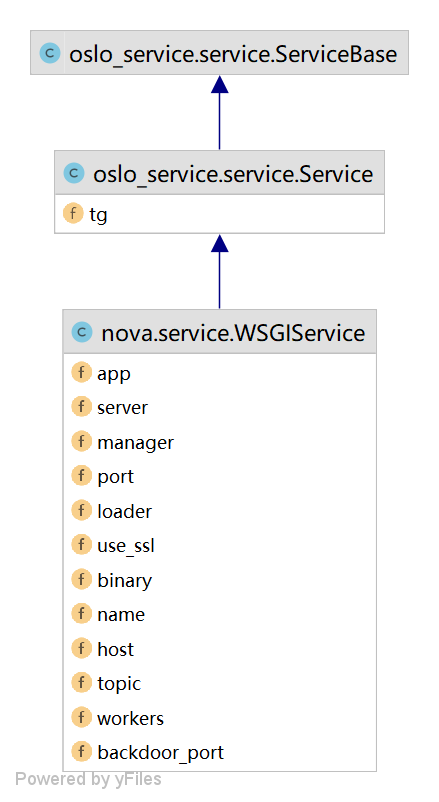 C oslo_service.service.ServiceBase
C oslo_service.service.Service
f tg
C nova.service.WSGIService
f app
f server
f manager
f port
f loader
f use_ssl
f binary
f name
f host
f topic
f workers
f backdoor_port
Powered by yFiles